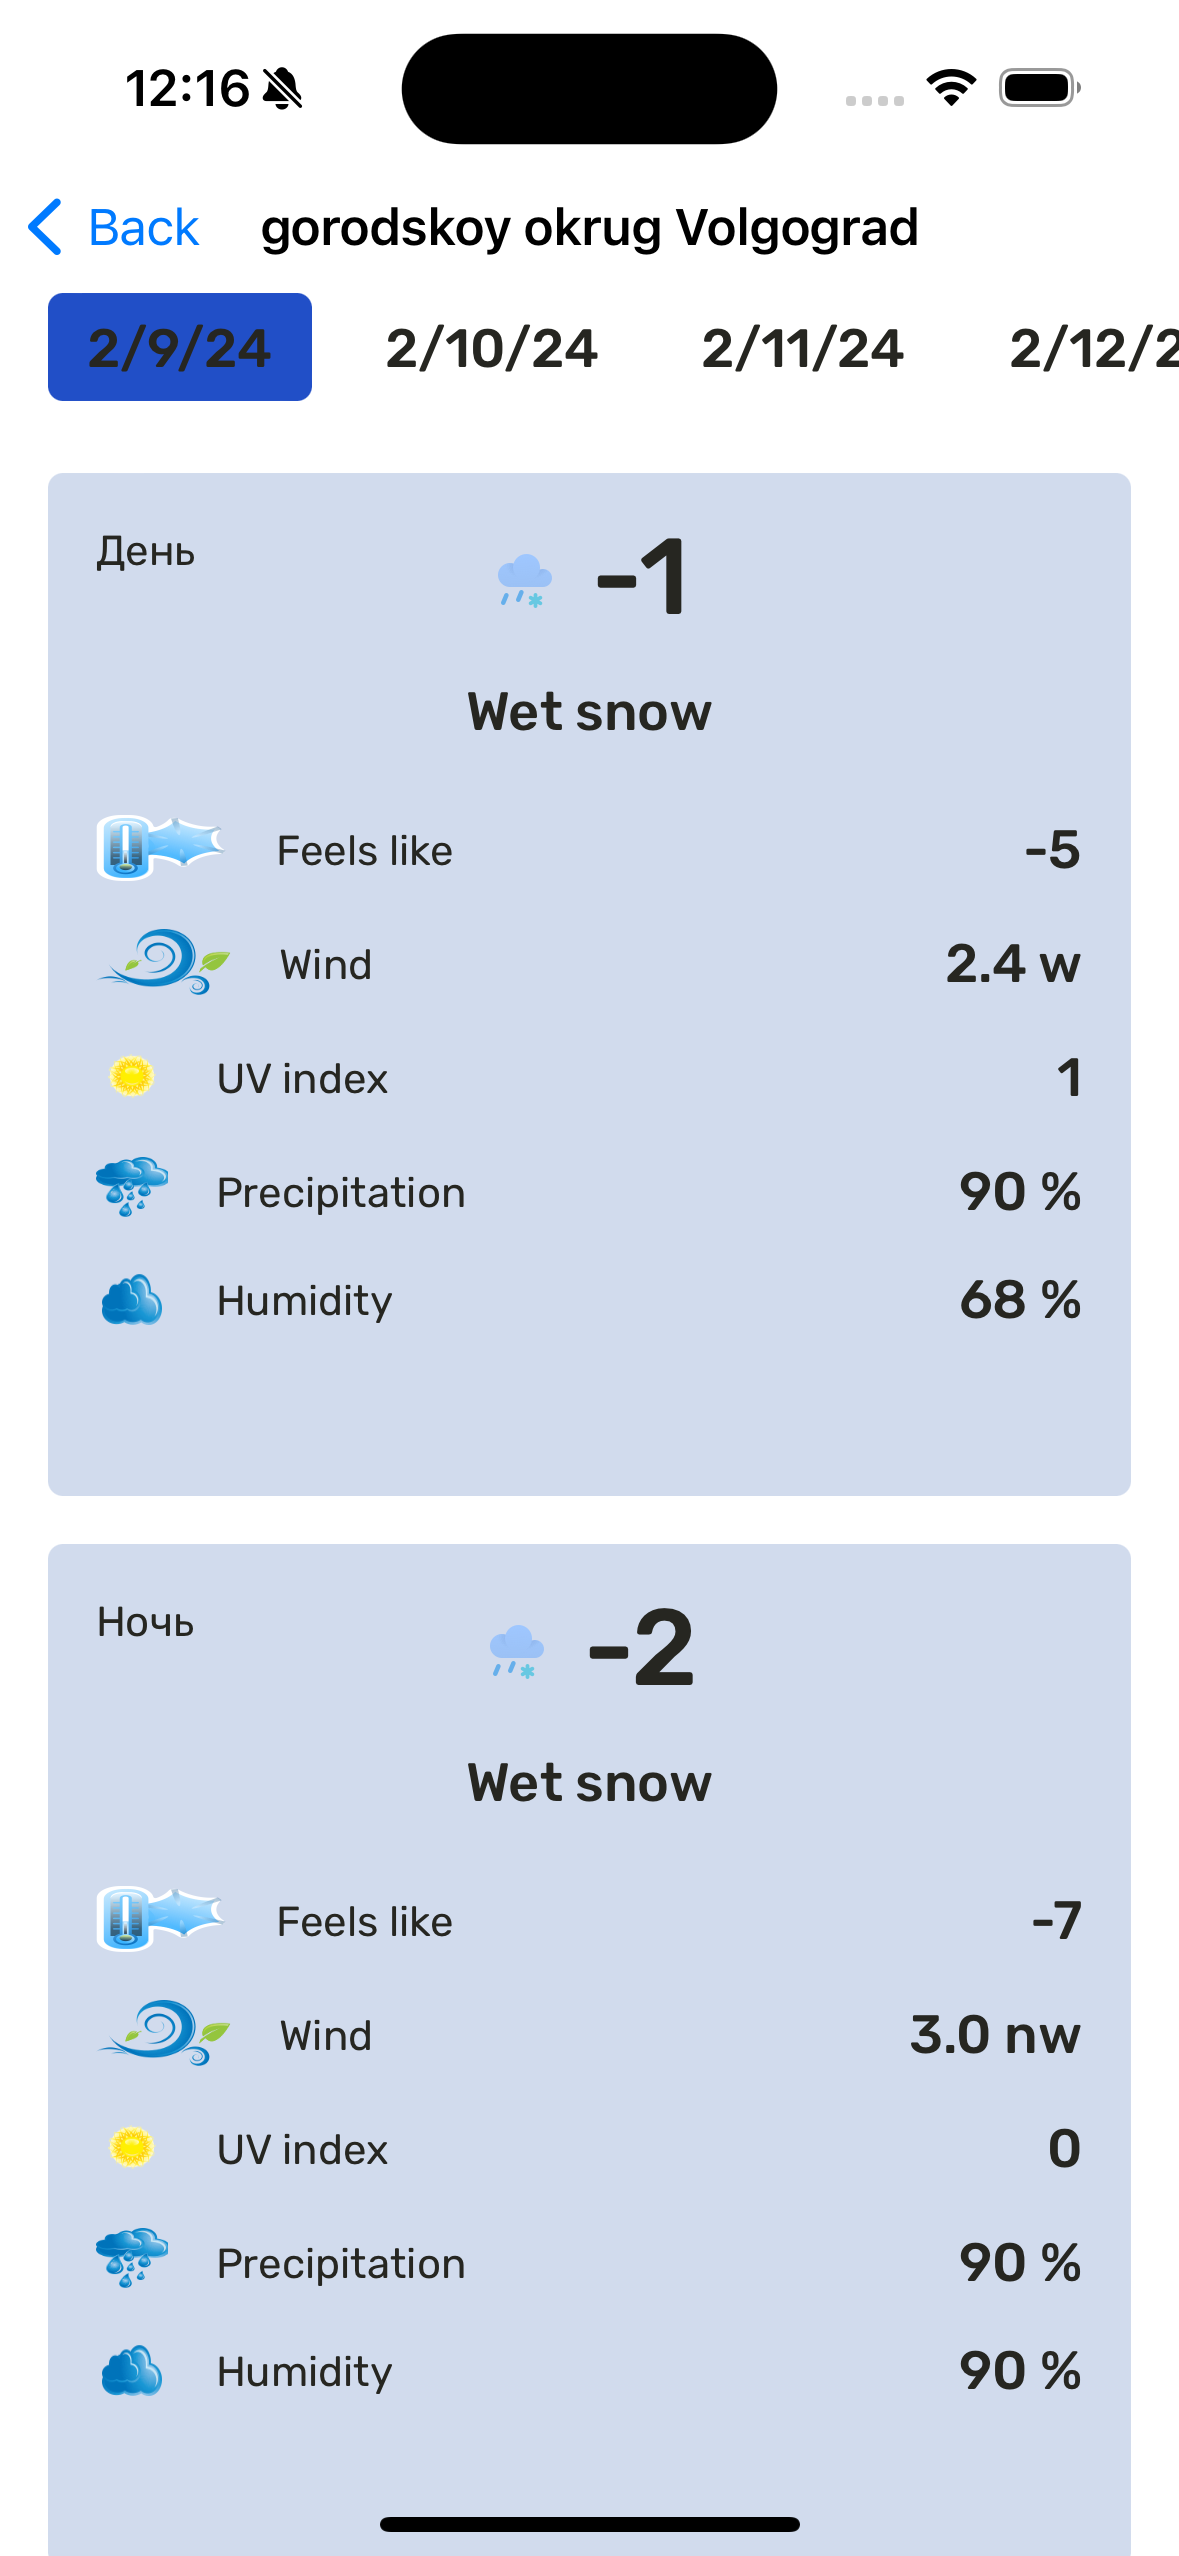 12:16
Back gorodskoy okrug Volgograd
2/9/24 2/10/24 2/11/24 2/12/2
День
-1
Wet snow
Feels like -5
Wind 2.4 w
UV index 1
Precipitation 90 %
Humidity 68 %
Ночь
-2
Wet snow
Feels like -7
Wind 3.0 nw
UV index 0
Precipitation 90 %
Humidity 90 %